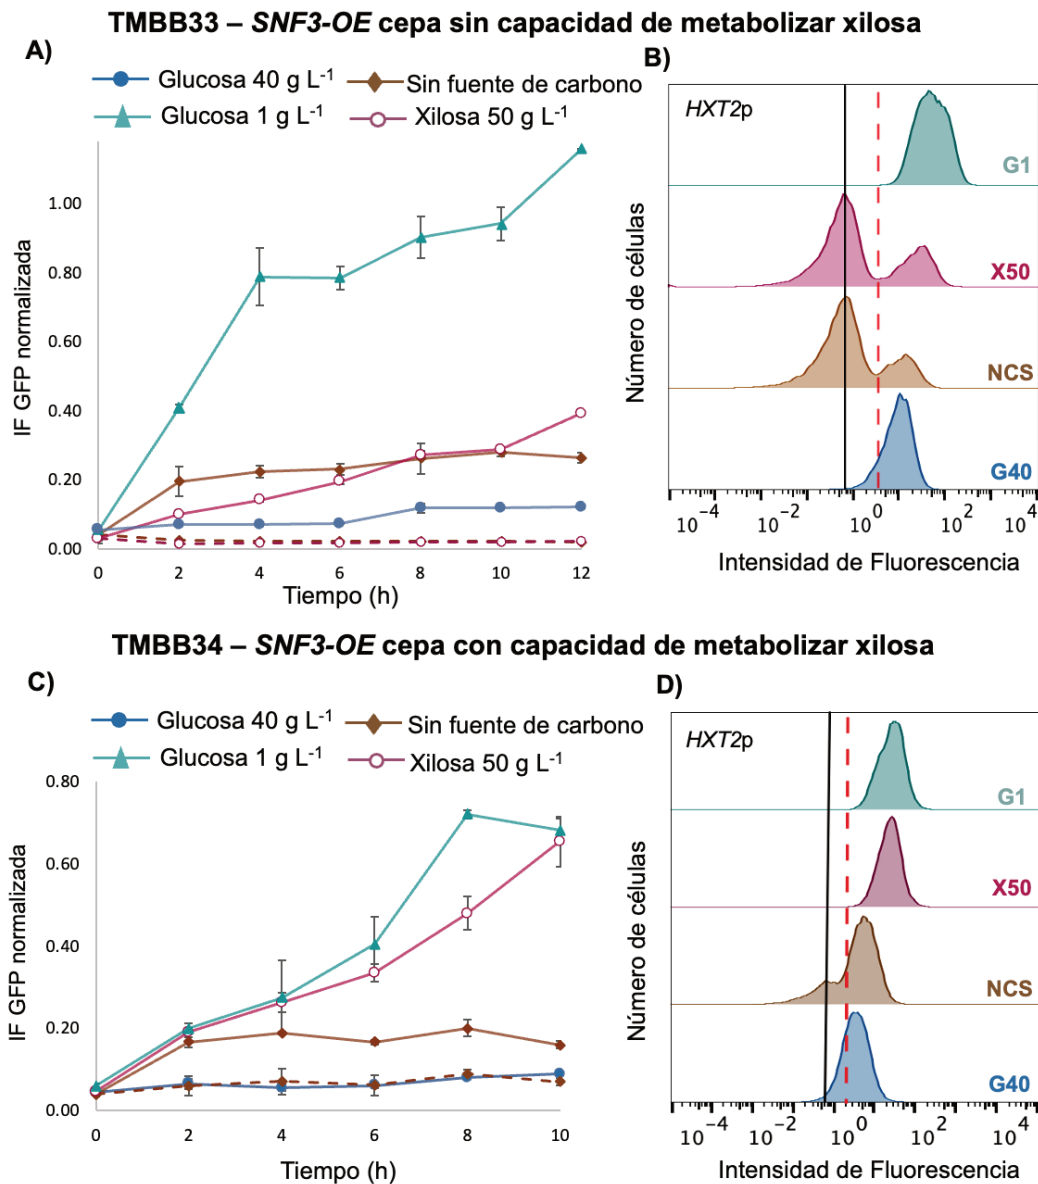 TMBB33 – SNF3-OE cepa sin capacidad de metabolizar xilosa
A)
Glucosa 40 g L⁻¹
Sin fuente de carbono
Glucosa 1 g L⁻¹
Xilosa 50 g L⁻¹
IF GFP normalizada
1.00
0.80
0.60
0.40
0.20
0.00
0 2 4 6 8 10 12
Tiempo (h)
B)
HXT2p
Número de células
G1
X50
NCS
G40
10⁻⁴ 10⁻² 10⁰ 10² 10⁴
Intensidad de Fluorescencia
TMBB34 – SNF3-OE cepa con capacidad de metabolizar xilosa
C)
Glucosa 40 g L⁻¹
Sin fuente de carbono
Glucosa 1 g L⁻¹
Xilosa 50 g L⁻¹
IF GFP normalizada
0.80
0.60
0.40
0.20
0.00
0 2 4 6 8 10
Tiempo (h)
D)
HXT2p
Número de células
G1
X50
NCS
G40
10⁻⁴ 10⁻² 10⁰ 10² 10⁴
Intensidad de Fluorescencia